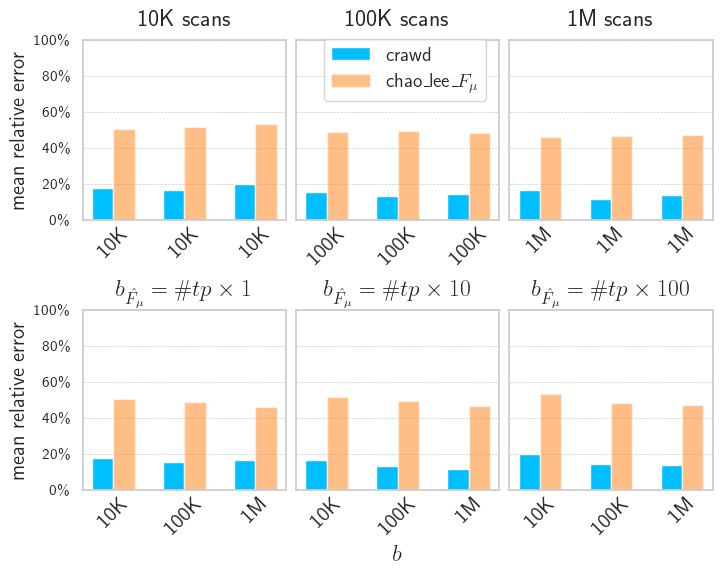 10K scans 100K scans 1M scans
mean relative error
100%
80%
60%
40%
20%
0%
crawd
chao_lee_$F_{\mu}$
10K 10K 10K 100K 100K 100K 1M 1M 1M
$b_{\hat{F}_{\mu}} = \#tp \times 1$ $b_{\hat{F}_{\mu}} = \#tp \times 10$ $b_{\hat{F}_{\mu}} = \#tp \times 100$
mean relative error
100%
80%
60%
40%
20%
0%
10K 100K 1M 10K 100K 1M 10K 100K 1M
$b$